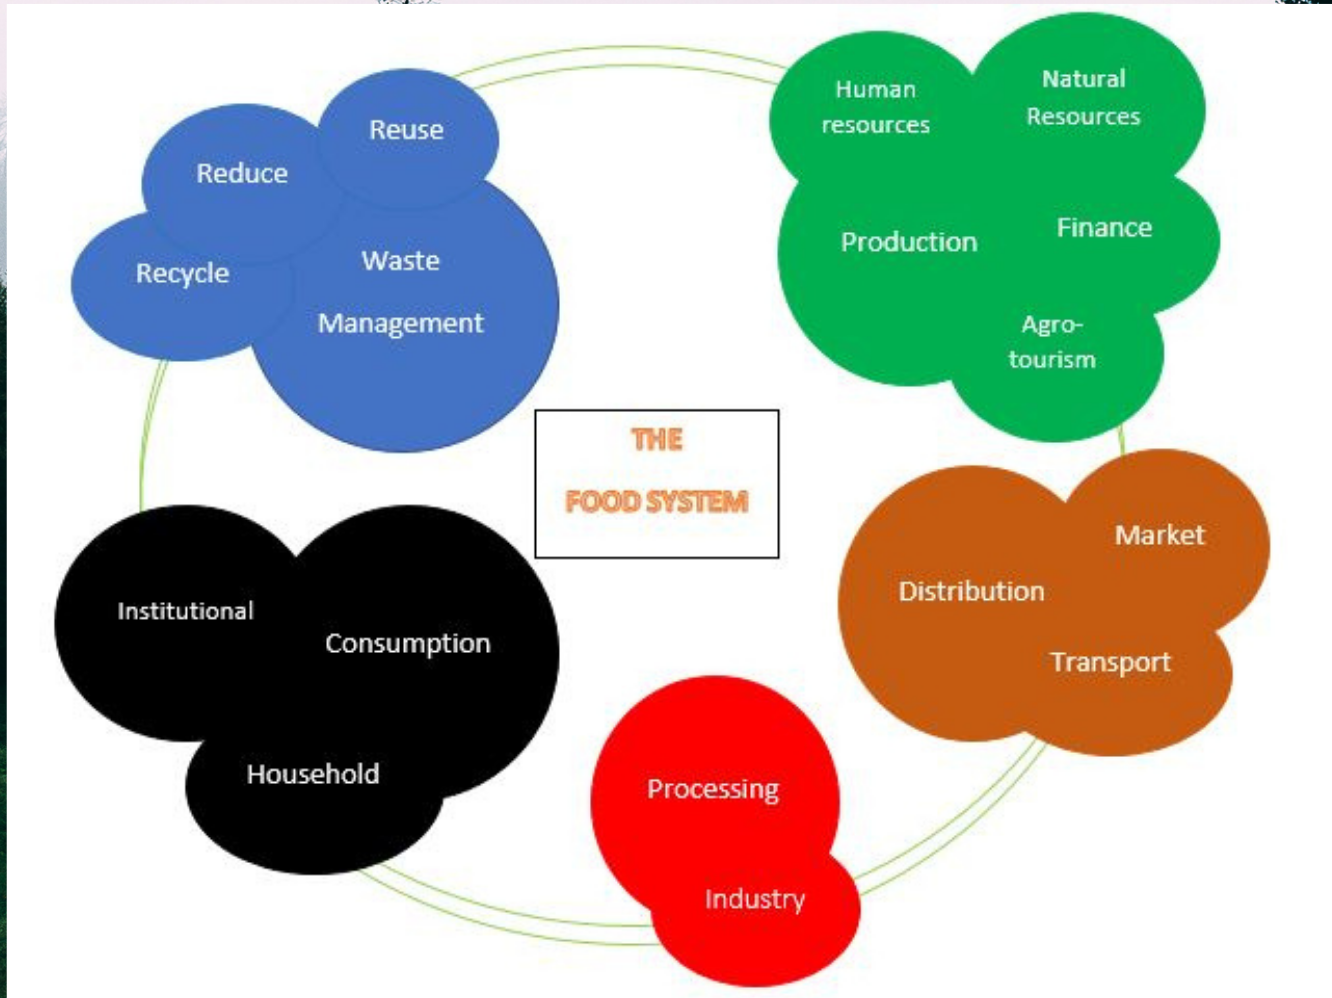 THE
FOOD SYSTEM
Human
resources
Natural
Resources
Production
Finance
Agro-
tourism
Market
Distribution
Transport
Processing
Industry
Consumption
Institutional
Household
Waste
Management
Recycle
Reduce
Reuse